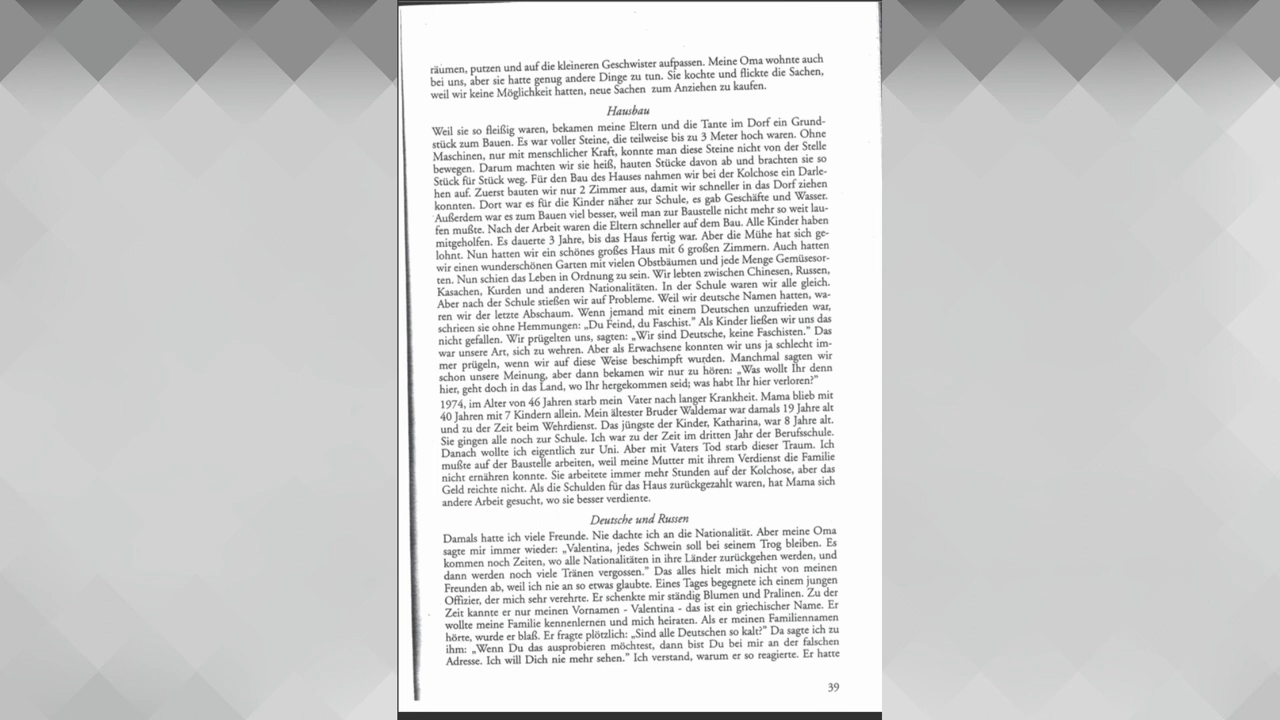 räumen, putzen und auf die kleineren Geschwister aufpassen. Meine Oma wohnte auch
bei uns, aber sie hatte genug andere Dinge zu tun. Sie kochte und flickte die Sachen,
weil wir keine Möglichkeit hatten, neue Sachen zum Anziehen zu kaufen.
Hausbau
Weil sie so fleißig waren, bekamen meine Eltern und die Tante im Dorf ein Grund-
stück zum Bauen. Es war voller Steine, die teilweise bis zu 3 Meter hoch waren. Ohne
Maschinen, nur mit menschlicher Kraft, konnte man diese Steine nicht von der Stelle
bewegen. Darum machten wir sie heiß, hauten Stücke davon ab und brachten sie so
Stück für Stück weg. Für den Bau des Hauses nahmen wir bei der Kolchose ein Darle-
hen auf. Zuerst bauten wir nur 2 Zimmer aus, damit wir schneller in das Dorf ziehen
konnten. Dort war es für die Kinder näher zur Schule, es gab Geschäfte und Wasser.
Außerdem war es zum Bauen viel besser, weil man zur Baustelle nicht mehr so weit lau-
fen mußte. Nach der Arbeit waren die Eltern schneller auf dem Bau. Alle Kinder haben
mitgeholfen. Es dauerte 3 Jahre, bis das Haus fertig war. Aber die Mühe hat sich ge-
lohnt. Nun hatten wir ein schönes großes Haus mit 6 großen Zimmern. Auch hatten
wir einen wunderschönen Garten mit vielen Obstbäumen und jede Menge Gemüsesor-
ten. Nun schien das Leben in Ordnung zu sein. Wir lebten zwischen Chinesen, Russen,
Kasachen, Kurden und anderen Nationalitäten. In der Schule waren wir alle gleich.
Aber nach der Schule stießen wir auf Probleme. Weil wir deutsche Namen hatten, wa-
ren wir der letzte Abschaum. Wenn jemand mit einem Deutschen unzufrieden war,
schrieen sie ohne Hemmungen: „Du Feind, du Faschist.” Als Kinder ließen wir uns das
nicht gefallen. Wir prügelten uns, sagten: „Wir sind Deutsche, keine Faschisten.” Das
war unsere Art, sich zu wehren. Aber als Erwachsene konnten wir uns ja schlecht im-
mer prügeln, wenn wir auf diese Weise beschimpft wurden. Manchmal sagten wir
schon unsere Meinung, aber dann bekamen wir nur zu hören: „Was wollt Ihr denn
hier, geht doch in das Land, wo Ihr hergekommen seid; was habt Ihr hier verloren?”
1974, im Alter von 46 Jahren starb mein Vater nach langer Krankheit. Mama blieb mit
40 Jahren mit 7 Kindern allein. Mein ältester Bruder Waldemar war damals 19 Jahre alt
und zu der Zeit beim Wehrdienst. Das jüngste der Kinder, Katharina, war 8 Jahre alt.
Sie gingen alle noch zur Schule. Ich war zu der Zeit im dritten Jahr der Berufsschule.
Danach wollte ich eigentlich zur Uni. Aber mit Vaters Tod starb dieser Traum. Ich
mußte auf der Baustelle arbeiten, weil meine Mutter mit ihrem Verdienst die Familie
nicht ernähren konnte. Sie arbeitete immer mehr Stunden auf der Kolchose, aber das
Geld reichte nicht. Als die Schulden für das Haus zurückgezahlt waren, hat Mama sich
andere Arbeit gesucht, wo sie besser verdiente.
Deutsche und Russen
Damals hatte ich viele Freunde. Nie dachte ich an die Nationalität. Aber meine Oma
sagte mir immer wieder: „Valentina, jedes Schwein soll bei seinem Trog bleiben. Es
kommen noch Zeiten, wo alle Nationalitäten in ihre Länder zurückgehen werden, und
dann werden noch viele Tränen vergossen.” Das alles hielt mich nicht von meinen
Freunden ab, weil ich nie an so etwas glaubte. Eines Tages begegnete ich einem jungen
Offizier, der mich sehr verehrte. Er schenkte mir ständig Blumen und Pralinen. Zu der
Zeit kannte er nur meinen Vornamen - Valentina - das ist ein griechischer Name. Er
wollte meine Familie kennenlernen und mich heiraten. Als er meinen Familiennamen
hörte, wurde er blaß. Er fragte plötzlich: „Sind alle Deutschen so kalt?” Da sagte ich zu
ihm: „Wenn Du das ausprobieren möchtest, dann bist Du bei mir an der falschen
Adresse. Ich will Dich nie mehr sehen.” Ich verstand, warum er so reagierte. Er hatte
39